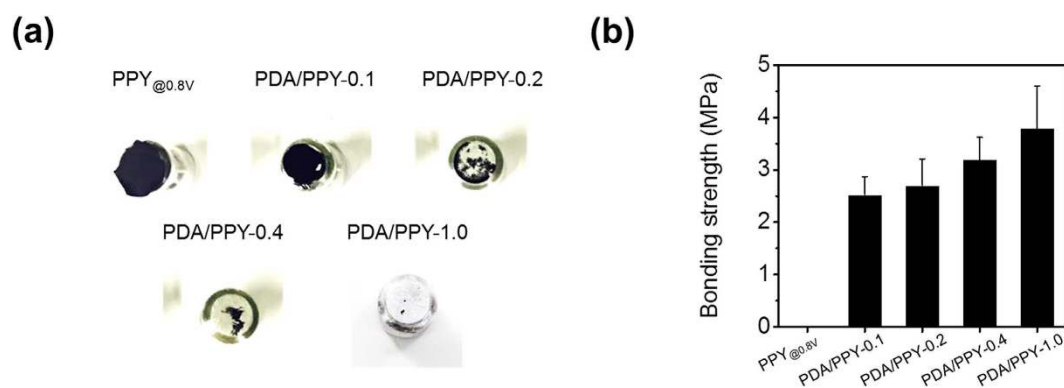 (a)
PPY@0.8V
PDA/PPY-0.1
PDA/PPY-0.2
PDA/PPY-0.4
PDA/PPY-1.0
(b)
Bonding strength (MPa)
5
4
3
2
1
0
PPY@0.8V
PDA/PPY-0.1
PDA/PPY-0.2
PDA/PPY-0.4
PDA/PPY-1.0